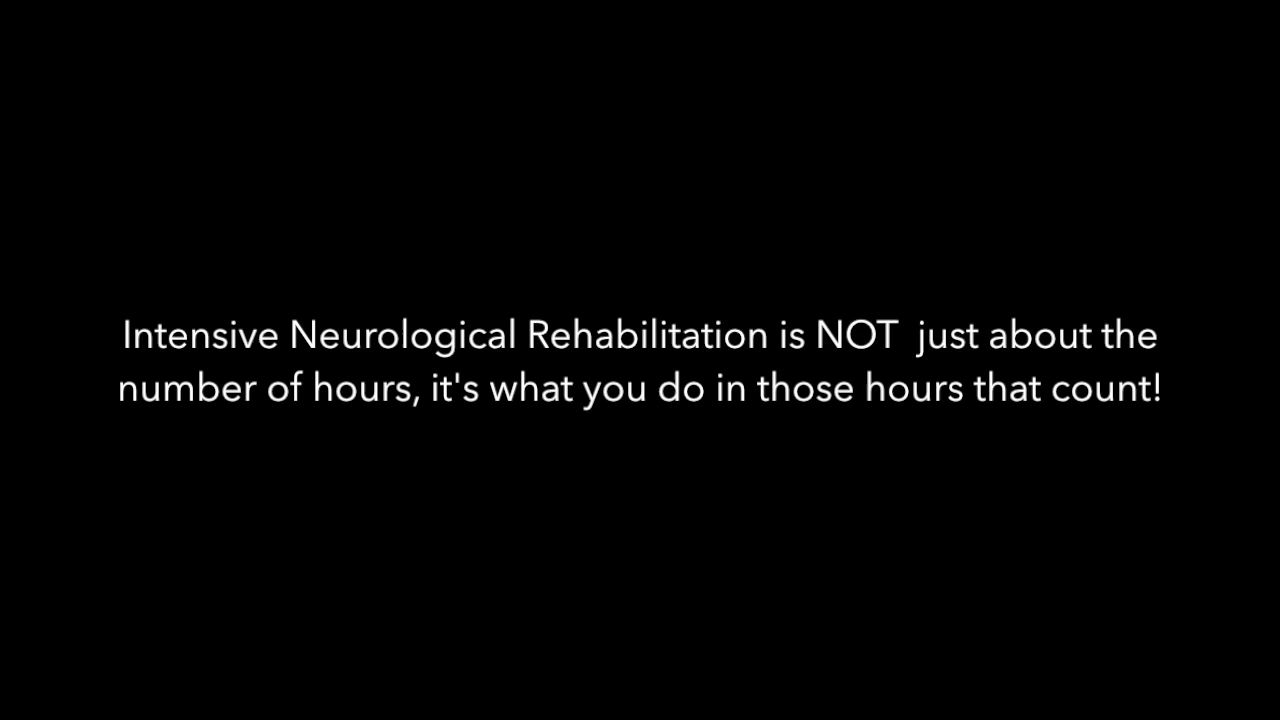 Intensive Neurological Rehabilitation is NOT  just about the
number of hours, it's what you do in those hours that count!